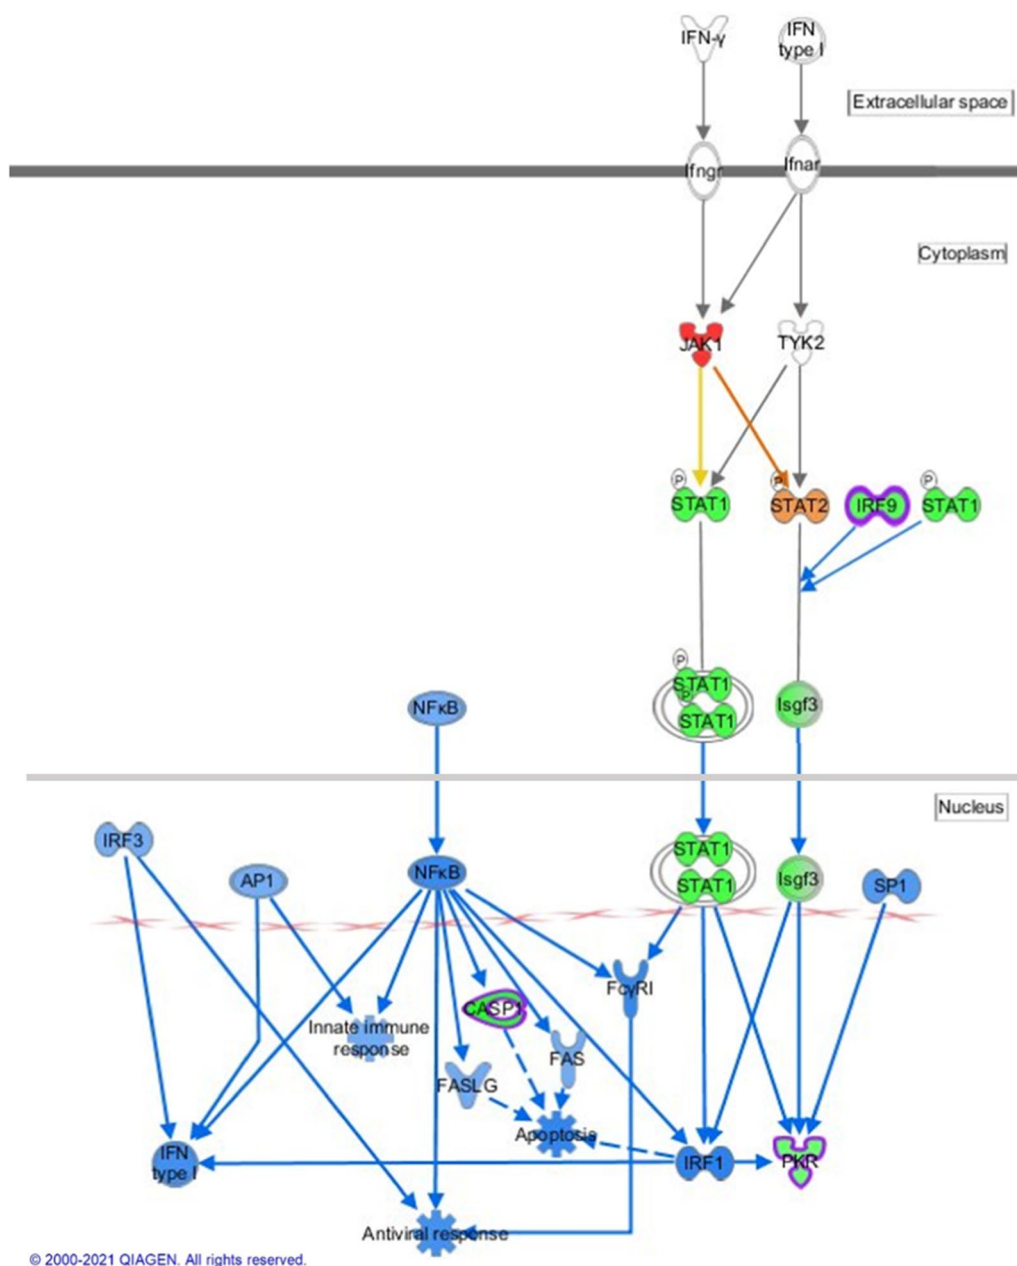 IFN-γ
IFN
type I
Extracellular space
Ifngr
Ifnar
Cytoplasm
JAK1
TYK2
P
P
P
STAT1
STAT2
IRF9
STAT1
P
STAT1
P
STAT1
NFκB
Isgf3
Nucleus
IRF3
AP1
NFκB
STAT1
STAT1
Isgf3
SP1
FcγRI
CASP1
Innate immune
response
FAS
FASLG
Apoptosis
IFN
type I
IRF1
PKR
Antiviral response
© 2000-2021 QIAGEN. All rights reserved.